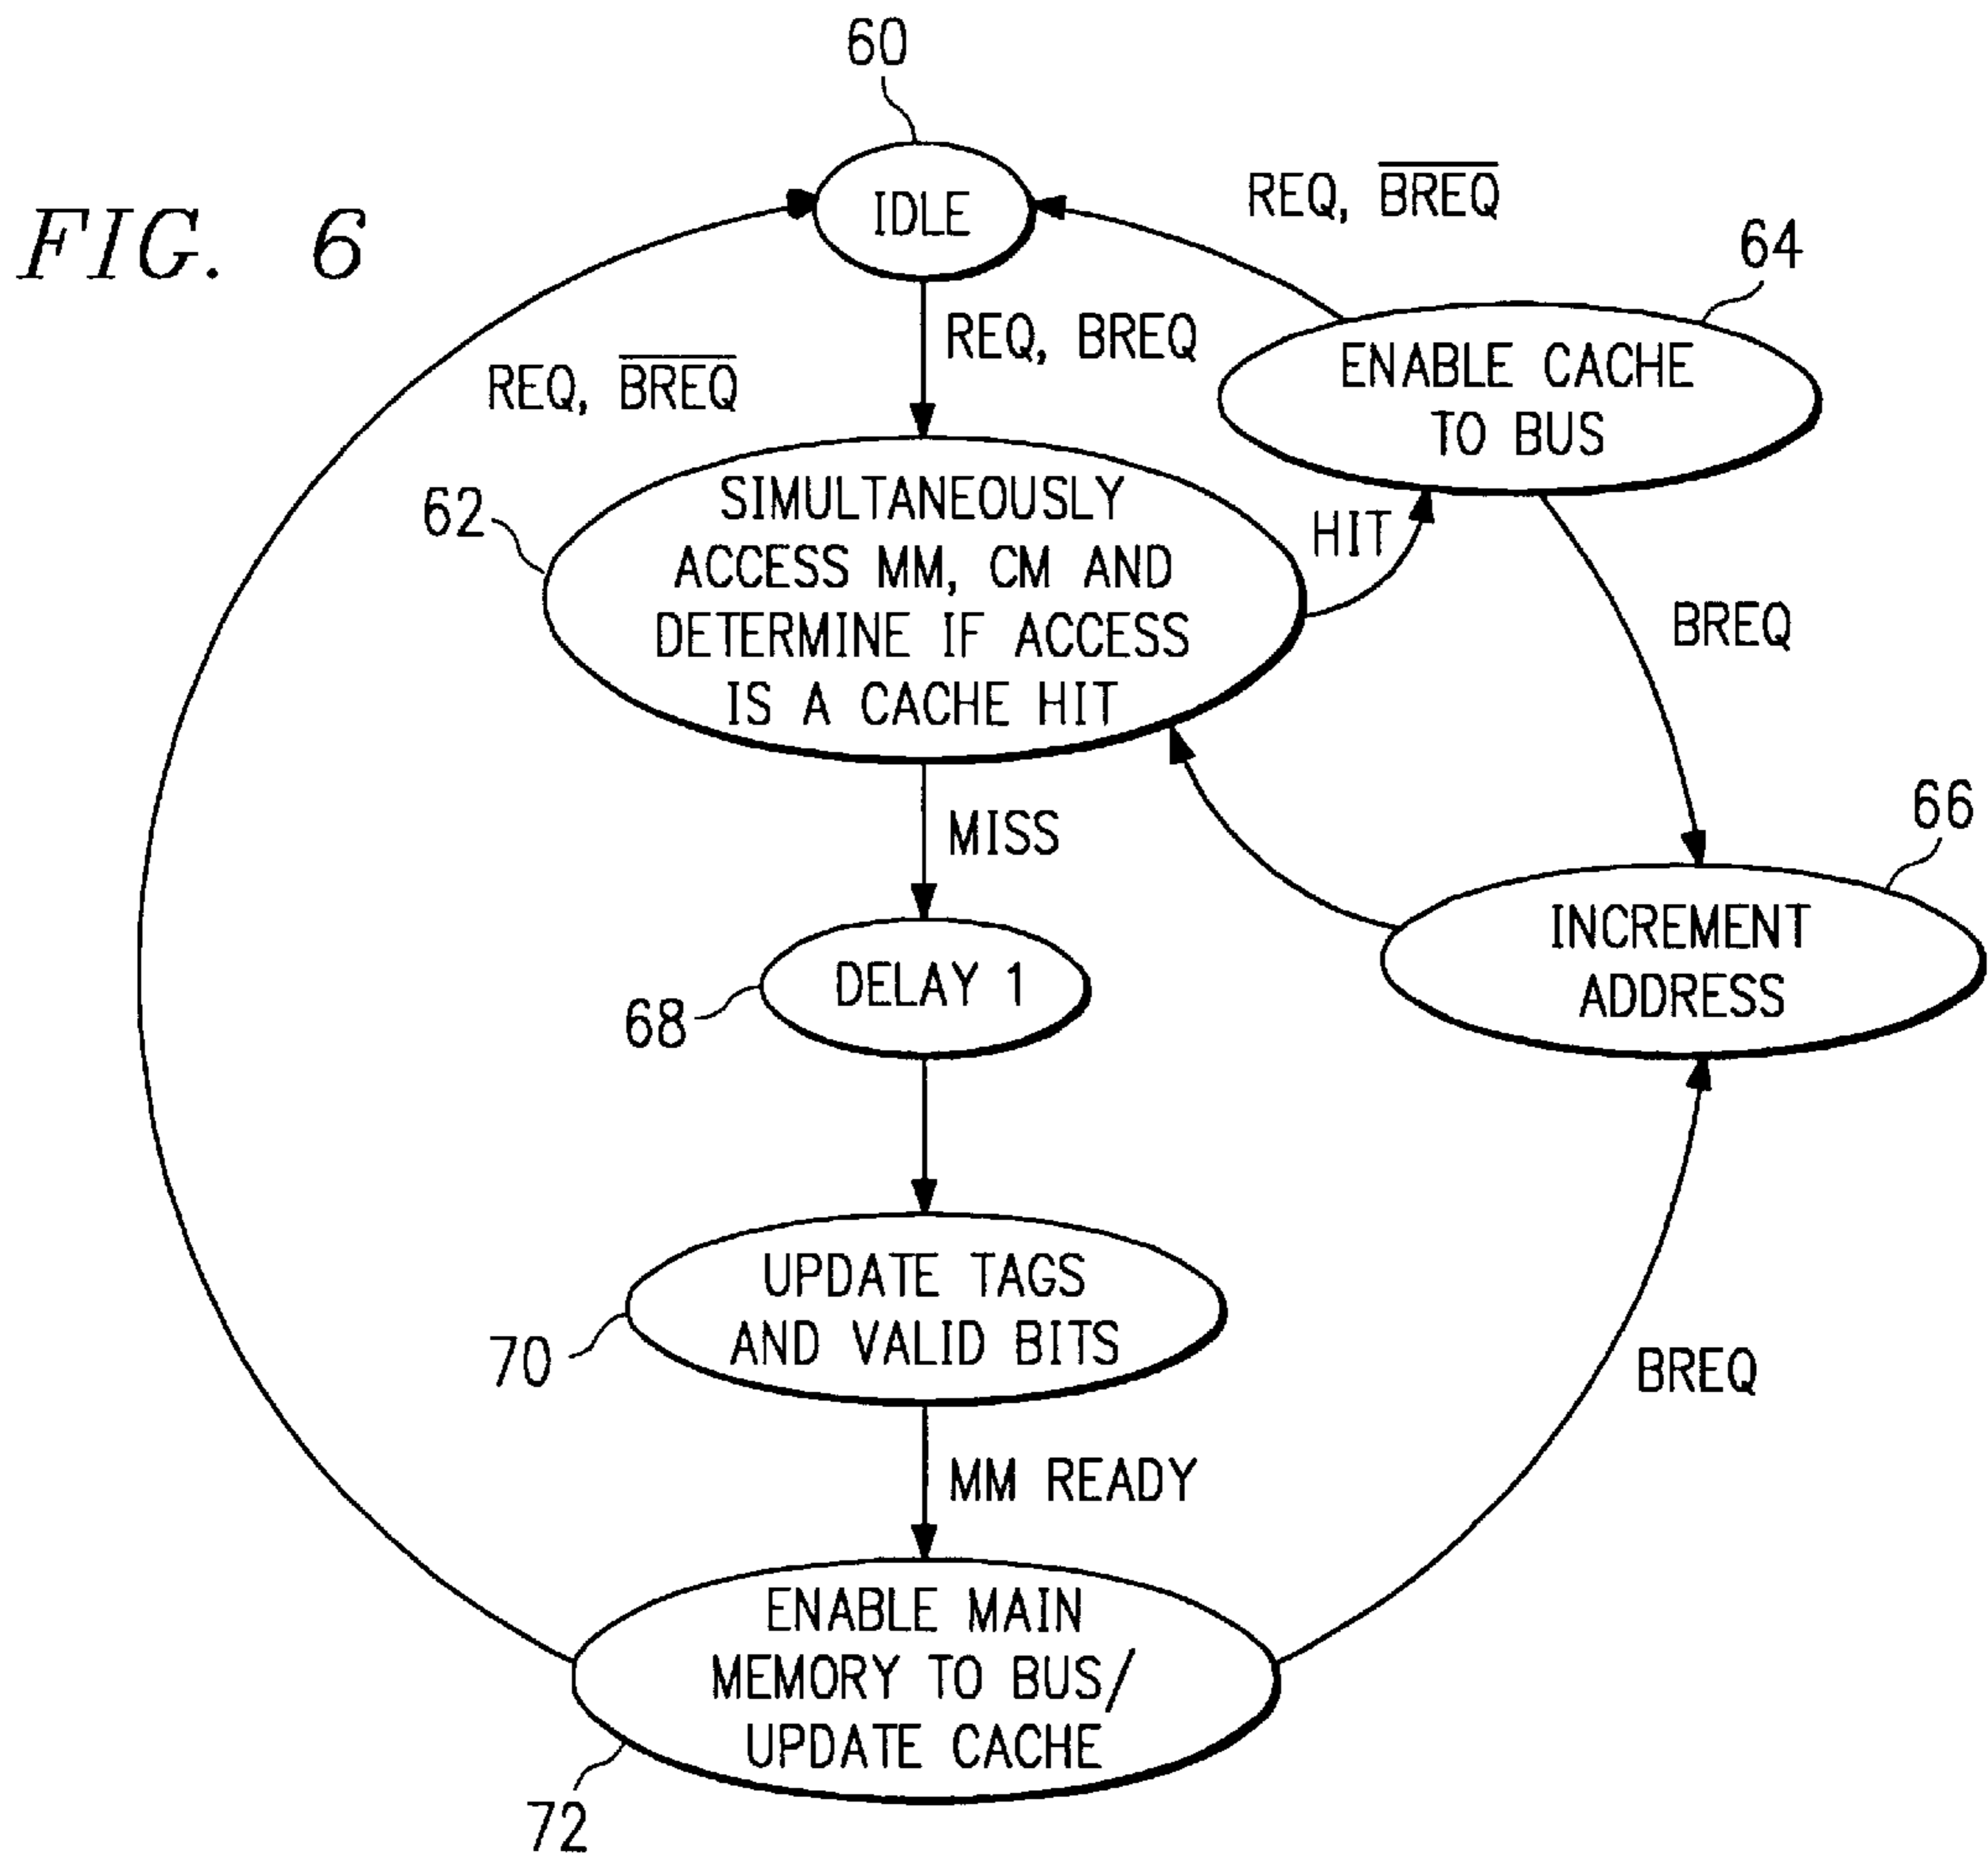 FIG. 6
60
IDLE
REQ, B̅R̅E̅Q̅
64
REQ, BREQ
ENABLE CACHE
TO BUS
REQ, B̅R̅E̅Q̅
62
SIMULTANEOUSLY
ACCESS MM, CM AND
DETERMINE IF ACCESS
IS A CACHE HIT
HIT
BREQ
MISS
66
INCREMENT
ADDRESS
DELAY 1
68
UPDATE TAGS
AND VALID BITS
70
BREQ
MM READY
ENABLE MAIN
MEMORY TO BUS/
UPDATE CACHE
72